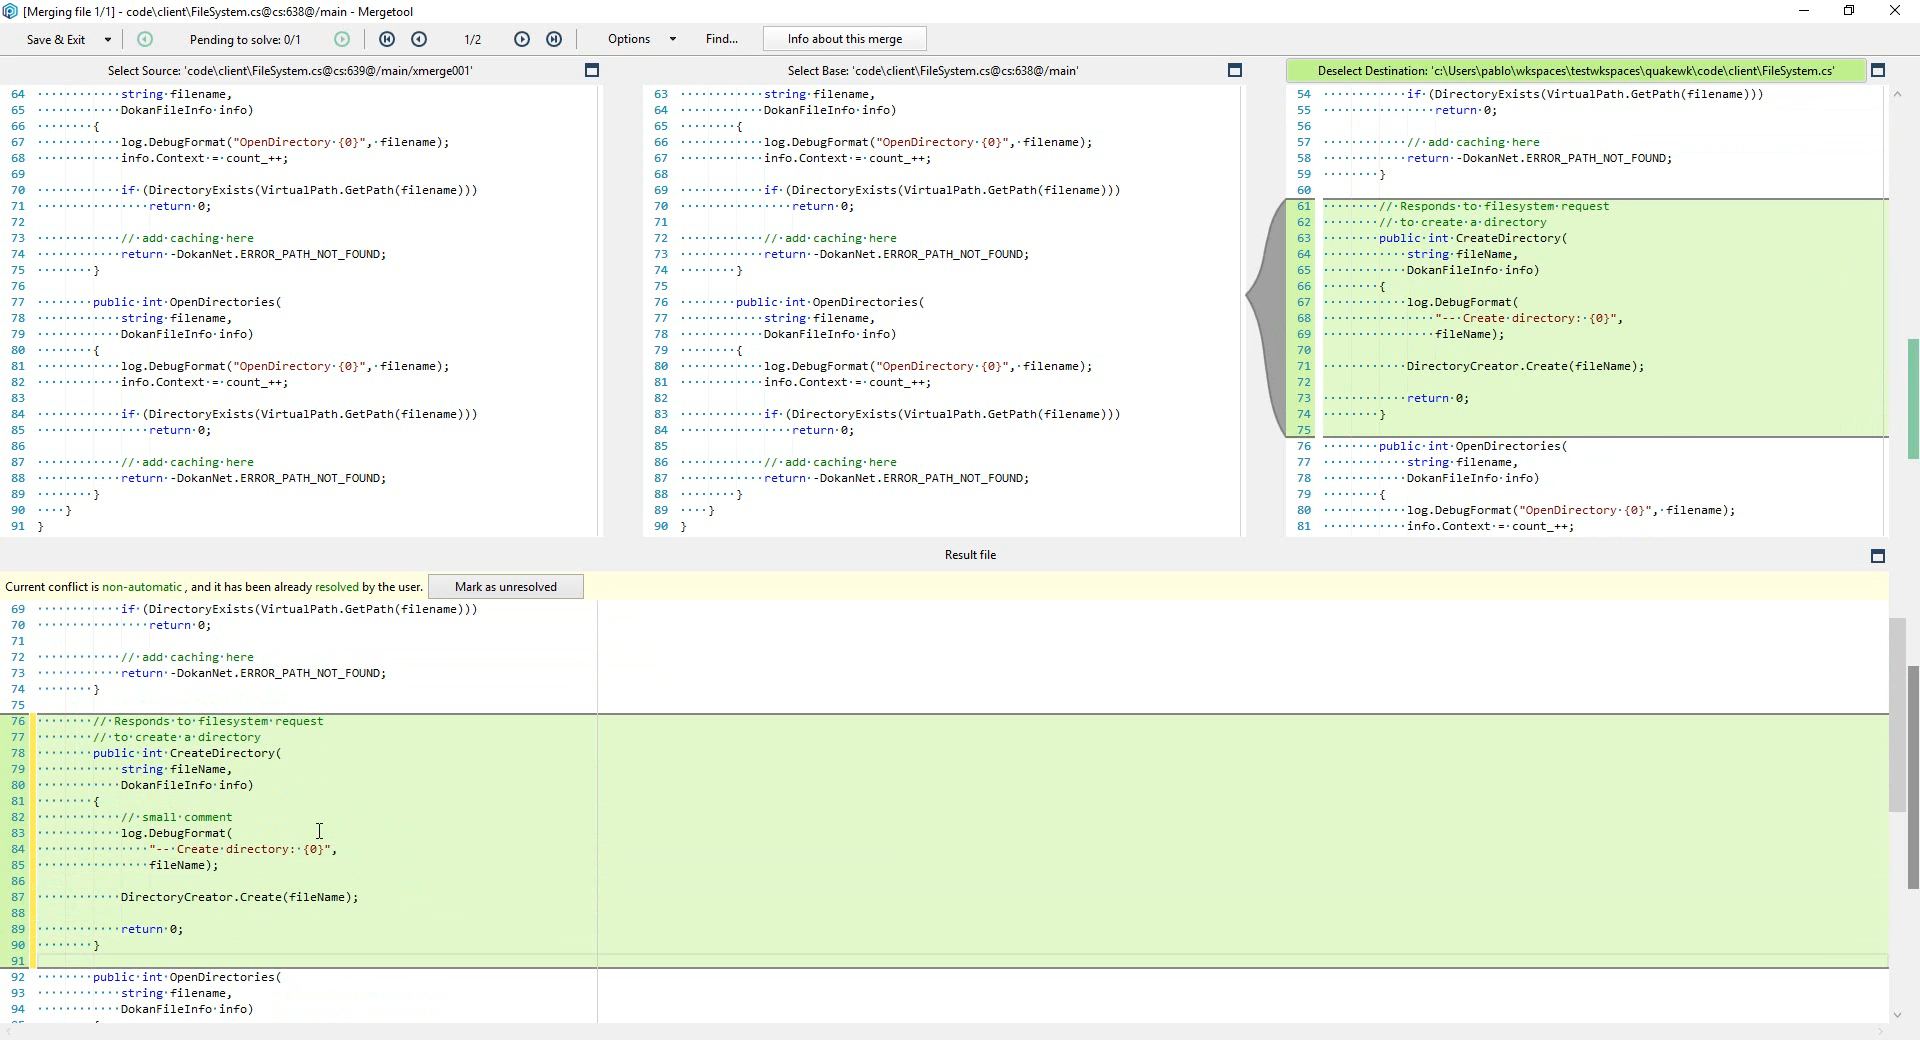 [Merging file 1/1] - code\client\FileSystem.cs@cs:638@/main - Mergetool
Save & Exit Pending to solve: 0/1 1/2 Options Find... Info about this merge
Select Source: 'code\client\FileSystem.cs@cs:639@/main/xmerge001'
64 string filename,
65 DokanFileInfo info)
66 {
67 log.DebugFormat("OpenDirectory {0}", filename);
68 info.Context = count_++;
69
70 if (DirectoryExists(VirtualPath.GetPath(filename)))
71 return 0;
72
73 // add caching here
74 return -DokanNet.ERROR_PATH_NOT_FOUND;
75 }
76
77 public int OpenDirectories(
78 string filename,
79 DokanFileInfo info)
80 {
81 log.DebugFormat("OpenDirectory {0}", filename);
82 info.Context = count_++;
83
84 if (DirectoryExists(VirtualPath.GetPath(filename)))
85 return 0;
86
87 // add caching here
88 return -DokanNet.ERROR_PATH_NOT_FOUND;
89 }
90 }
91 }
Select Base: 'code\client\FileSystem.cs@cs:638@/main'
63 string filename,
64 DokanFileInfo info)
65 {
66 log.DebugFormat("OpenDirectory {0}", filename);
67 info.Context = count_++;
68
69 if (DirectoryExists(VirtualPath.GetPath(filename)))
70 return 0;
71
72 // add caching here
73 return -DokanNet.ERROR_PATH_NOT_FOUND;
74 }
75
76 public int OpenDirectories(
77 string filename,
78 DokanFileInfo info)
79 {
80 log.DebugFormat("OpenDirectory {0}", filename);
81 info.Context = count_++;
82
83 if (DirectoryExists(VirtualPath.GetPath(filename)))
84 return 0;
85
86 // add caching here
87 return -DokanNet.ERROR_PATH_NOT_FOUND;
88 }
89 }
90 }
Deselect Destination: 'c:\Users\pablo\wkspaces\testwkspaces\quakewk\code\client\FileSystem.cs'
54 if (DirectoryExists(VirtualPath.GetPath(filename)))
55 return 0;
56
57 // add caching here
58 return -DokanNet.ERROR_PATH_NOT_FOUND;
59 }
60
61 // Responds to filesystem request
62 // to create a directory
63 public int CreateDirectory(
64 string fileName,
65 DokanFileInfo info)
66 {
67 log.DebugFormat(
68 "-- Create directory: {0}",
69 fileName);
70
71 DirectoryCreator.Create(fileName);
72
73 return 0;
74 }
75
76 public int OpenDirectories(
77 string filename,
78 DokanFileInfo info)
79 {
80 log.DebugFormat("OpenDirectory {0}", filename);
81 info.Context = count_++;
Result file
Current conflict is non-automatic, and it has been already resolved by the user. Mark as unresolved
69 if (DirectoryExists(VirtualPath.GetPath(filename)))
70 return 0;
71
72 // add caching here
73 return -DokanNet.ERROR_PATH_NOT_FOUND;
74 }
75
76 // Responds to filesystem request
77 // to create a directory
78 public int CreateDirectory(
79 string fileName,
80 DokanFileInfo info)
81 {
82 // small comment
83 log.DebugFormat(
84 "-- Create directory: {0}",
85 fileName);
86
87 DirectoryCreator.Create(fileName);
88
89 return 0;
90 }
91
92 public int OpenDirectories(
93 string filename,
94 DokanFileInfo info)